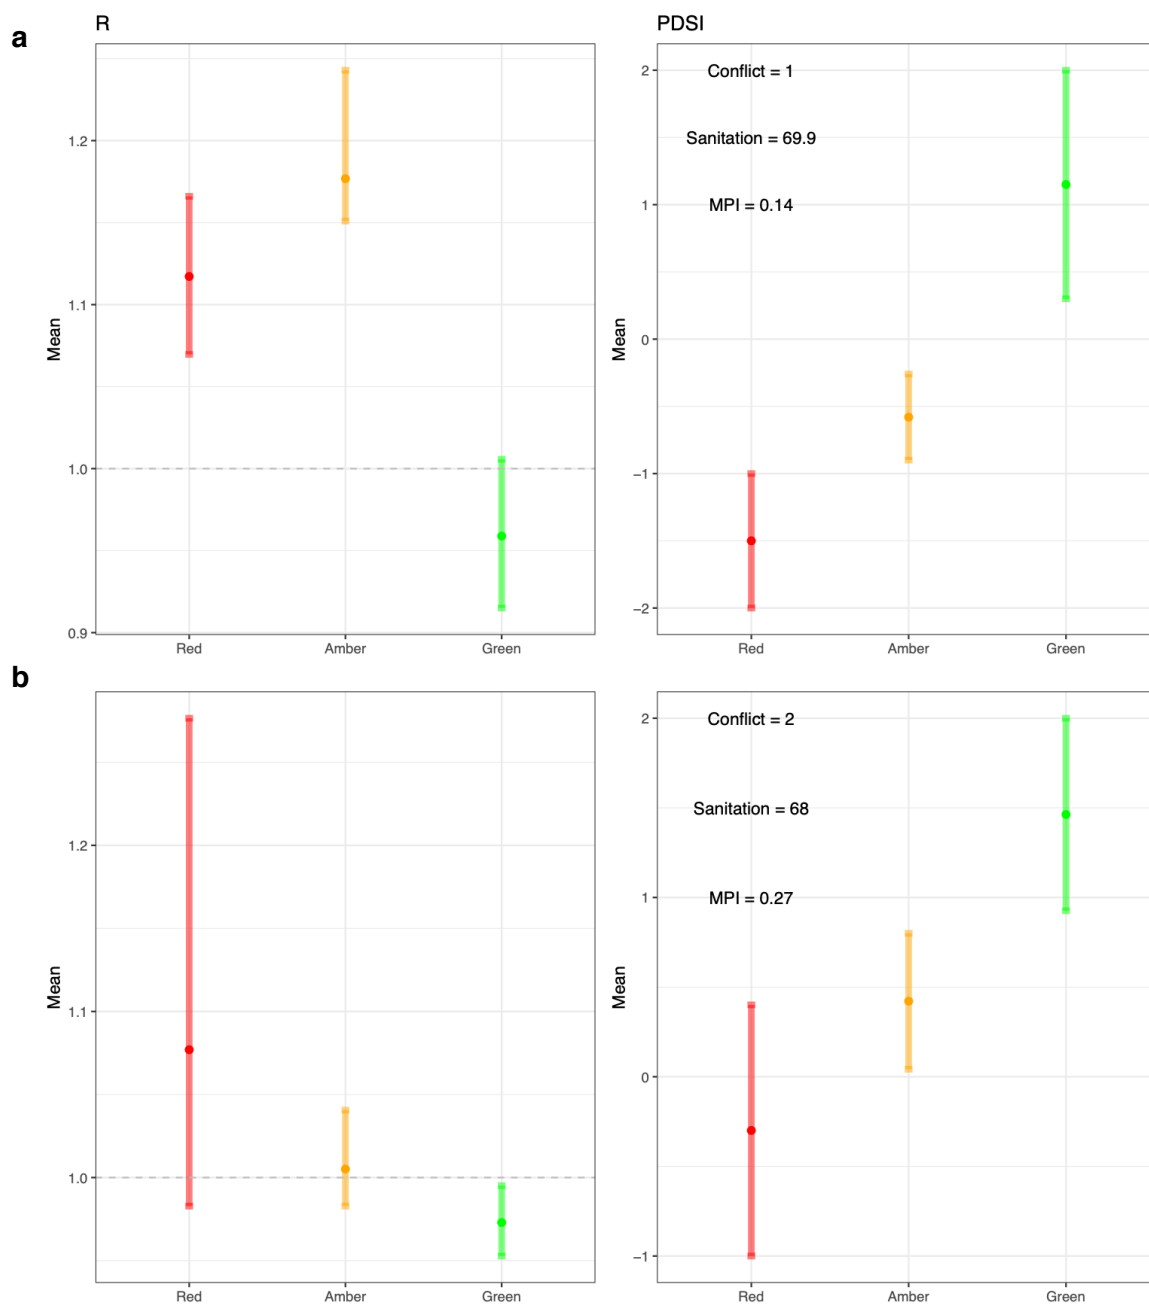 a
R
PDSI
Mean
1.2
1.1
1.0
0.9
Red Amber Green
Mean
2
1
0
−1
−2
Conflict = 1
Sanitation = 69.9
MPI = 0.14
Red Amber Green
b
Mean
1.2
1.1
1.0
Red Amber Green
Mean
2
1
0
−1
Conflict = 2
Sanitation = 68
MPI = 0.27
Red Amber Green